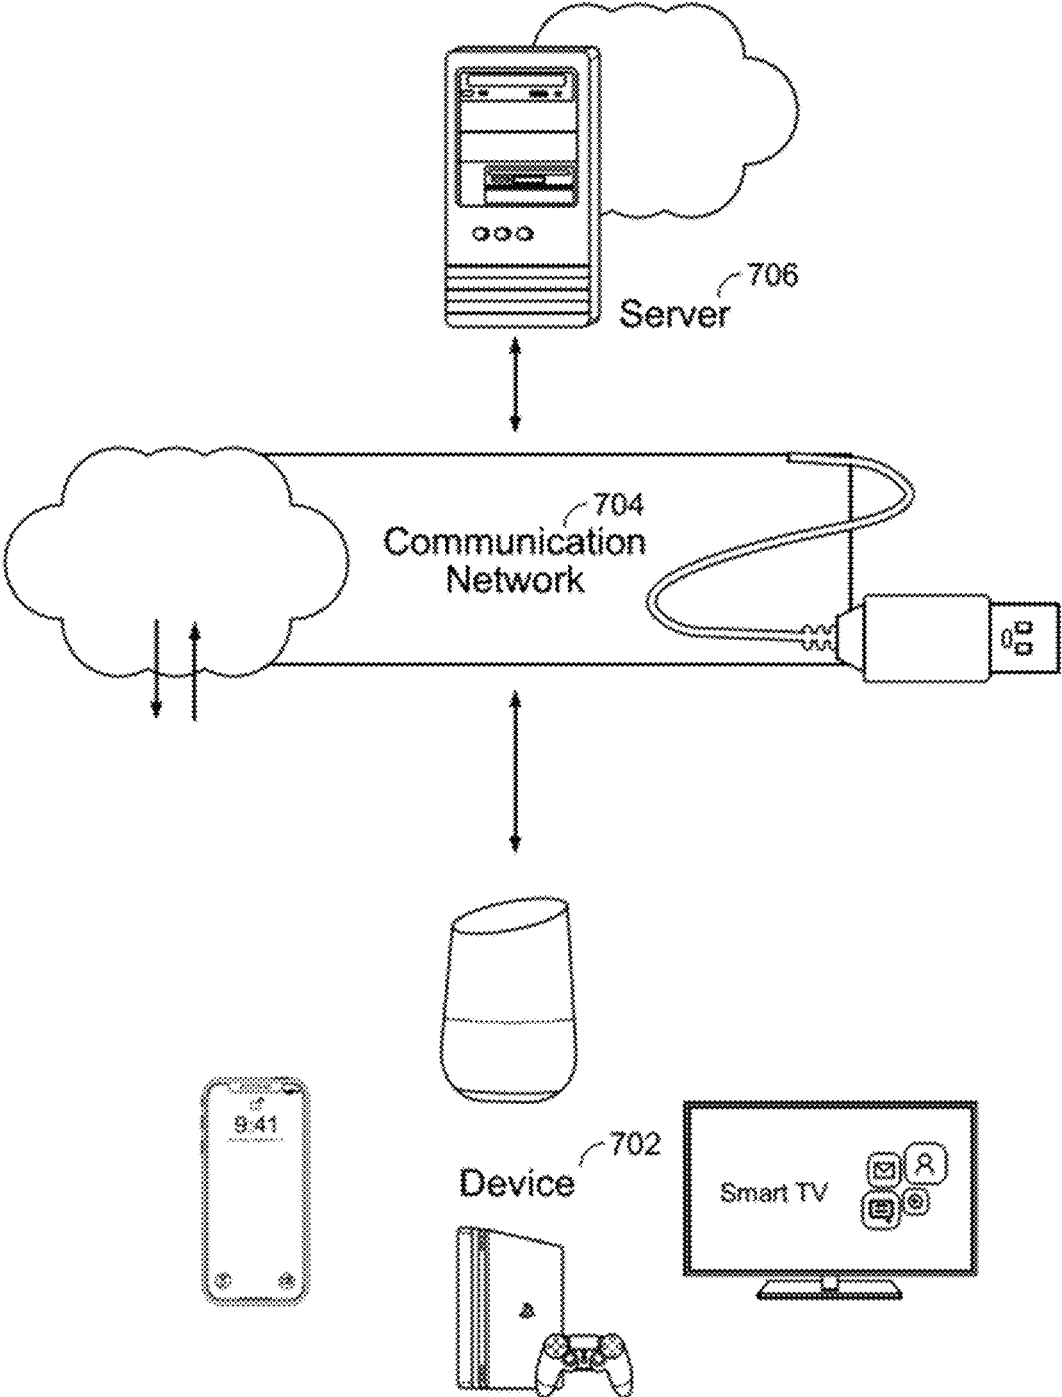 706
Server
704
Communication
Network
9:41
702
Device
Smart TV